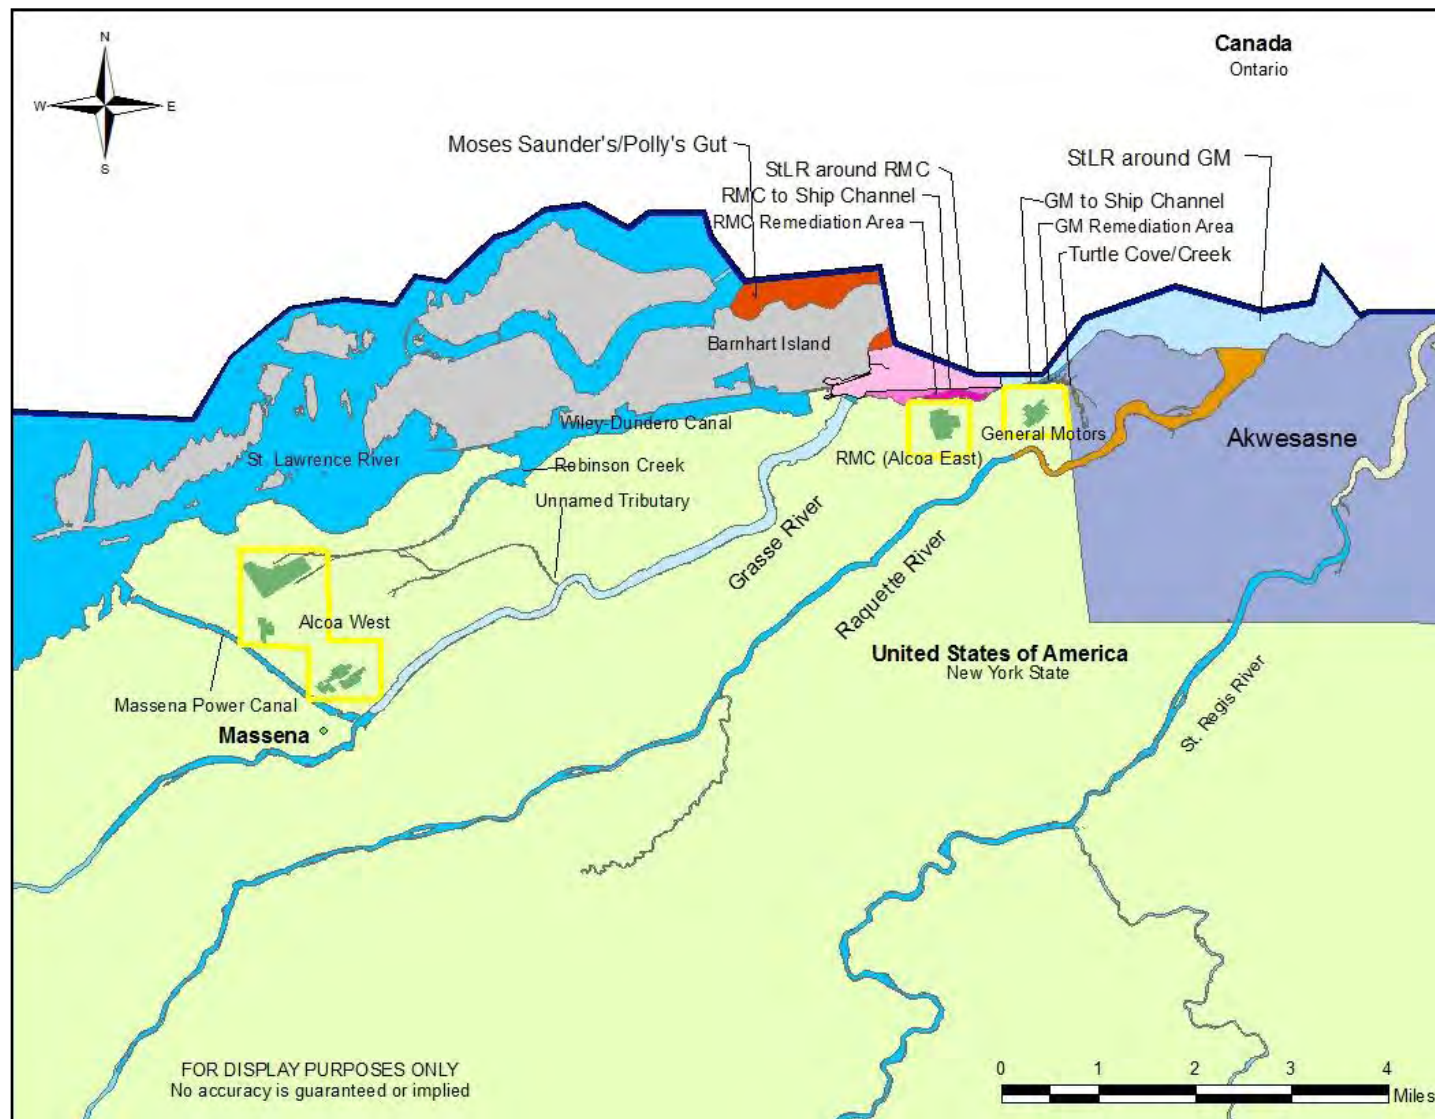 Canada
Ontario
N
W
E
S
Moses Saunder's/Polly's Gut
StLR around RMC
RMC to Ship Channel
RMC Remediation Area
StLR around GM
GM to Ship Channel
GM Remediation Area
Turtle Cove/Creek
Barnhart Island
Wiley-Dundero Canal
St. Lawrence River
Robinson Creek
Unnamed Tributary
General Motors
RMC (Alcoa East)
Akwesasne
Grasse River
Raquette River
Alcoa West
United States of America
New York State
Massena Power Canal
Massena
St. Regis River
FOR DISPLAY PURPOSES ONLY
No accuracy is guaranteed or implied
0 1 2 3 4
Miles